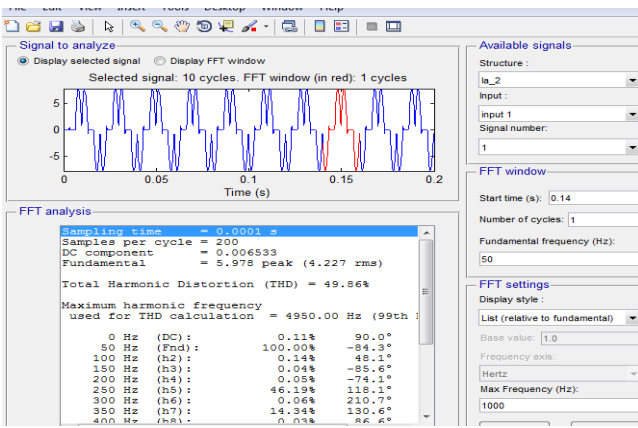 File Edit View Insert Tools Desktop Window Help
Signal to analyze
Display selected signal Display FFT window
Selected signal: 10 cycles. FFT window (in red): 1 cycles
5
0
-5
0 0.05 0.1 0.15 0.2
Time (s)
FFT analysis
Sampling time = 0.0001 s
Samples per cycle = 200
DC component = 0.006533
Fundamental = 5.978 peak (4.227 rms)
Total Harmonic Distortion (THD) = 49.86%
Maximum harmonic frequency
used for THD calculation = 4950.00 Hz (99th
0 Hz (DC): 0.11% 90.0°
50 Hz (Fnd): 100.00% -84.3°
100 Hz (h2): 0.14% 48.1°
150 Hz (h3): 0.04% -85.6°
200 Hz (h4): 0.05% -74.1°
250 Hz (h5): 46.19% 118.1°
300 Hz (h6): 0.06% 210.7°
350 Hz (h7): 14.34% 130.6°
400 Hz (h8): 0.03% 86.6°
Available signals
Structure :
Ia_2
Input :
input 1
Signal number:
1
FFT window
Start time (s): 0.14
Number of cycles: 1
Fundamental frequency (Hz):
50
FFT settings
Display style :
List (relative to fundamental)
Base value: 1.0
Frequency axis:
Hertz
Max Frequency (Hz):
1000